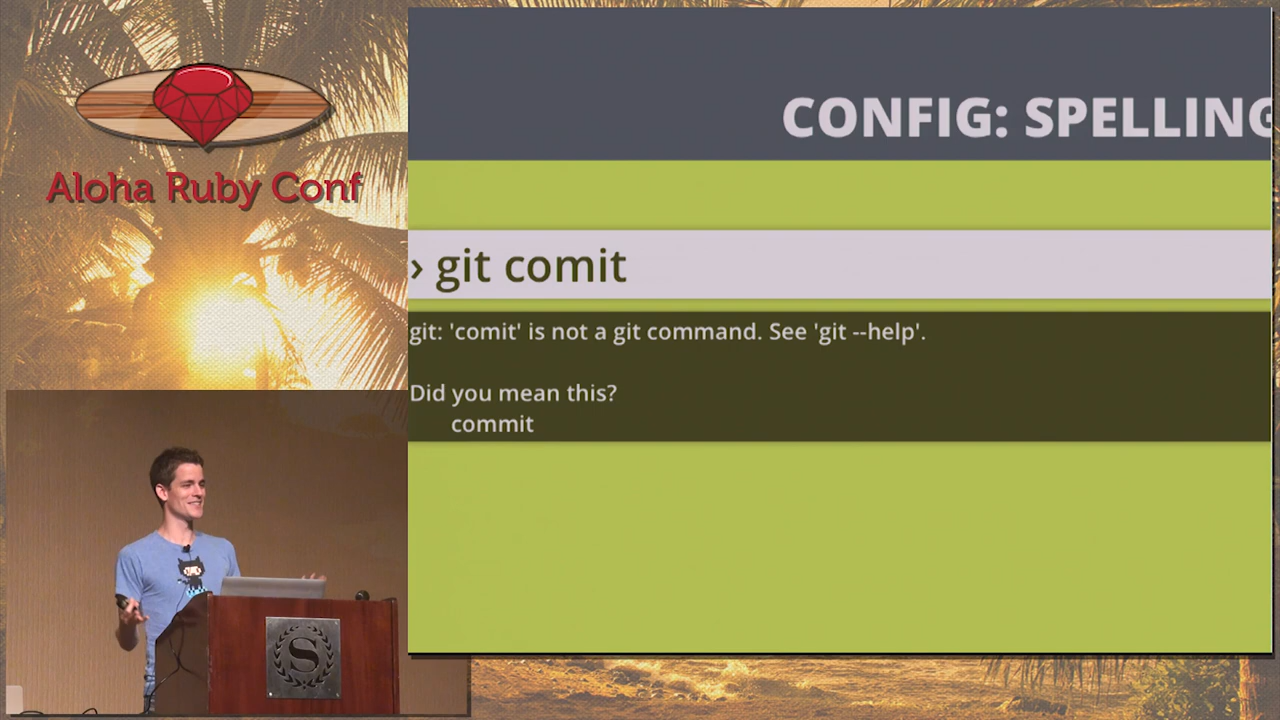 Aloha Ruby Conf
CONFIG: SPELLING
› git comit
git: 'comit' is not a git command. See 'git --help'.
Did you mean this?
commit
S